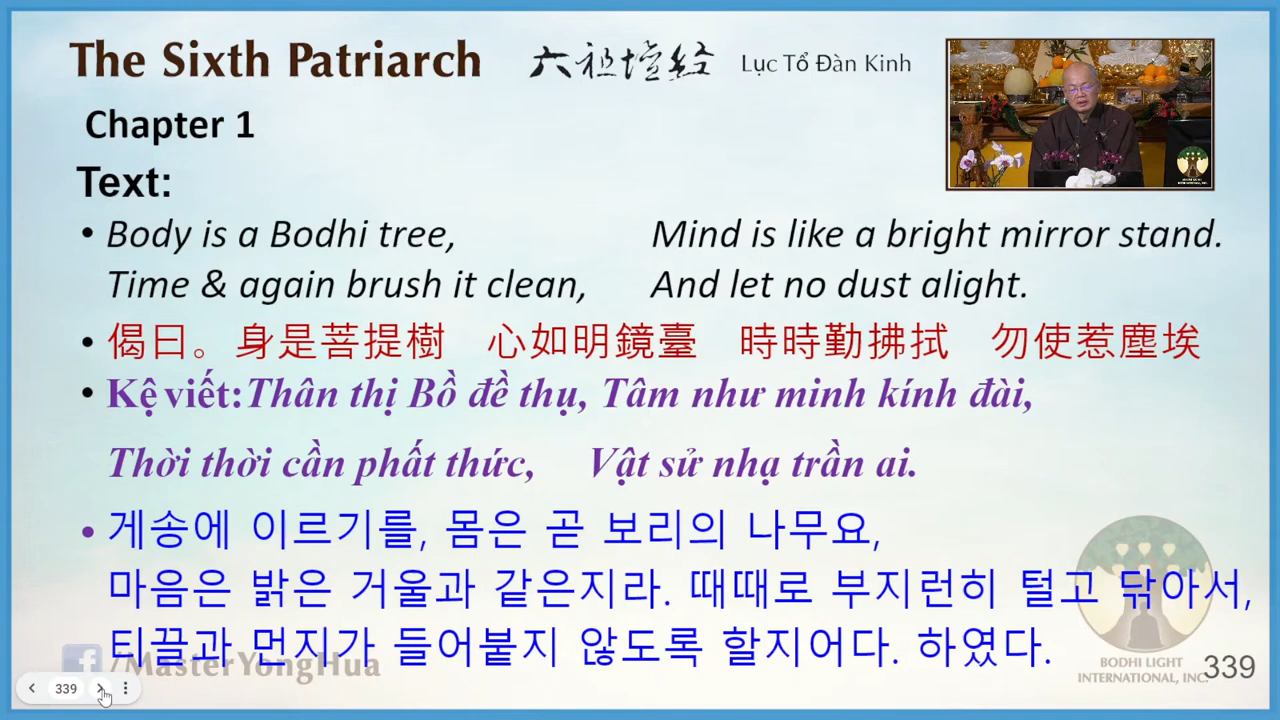 The Sixth Patriarch 六祖壇经 Lục Tổ Đàn Kinh
Chapter 1
Text:
• Body is a Bodhi tree, Mind is like a bright mirror stand.
Time & again brush it clean, And let no dust alight.
• 偈曰。身是菩提樹 心如明鏡臺 時時勤拂拭 勿使惹塵埃
• Kệ viết:Thân thị Bồ đề thụ, Tâm như minh kính đài,
Thời thời cần phất thức, Vật sử nhạ trần ai.
• 게송에 이르기를, 몸은 곧 보리의 나무요,
마음은 밝은 거울과 같은지라. 때때로 부지런히 털고 닦아서,
티끌과 먼지가 들어붙지 않도록 할지어다. 하였다.
/MasterYongHua
BODHI LIGHT
INTERNATIONAL, INC.
339
339